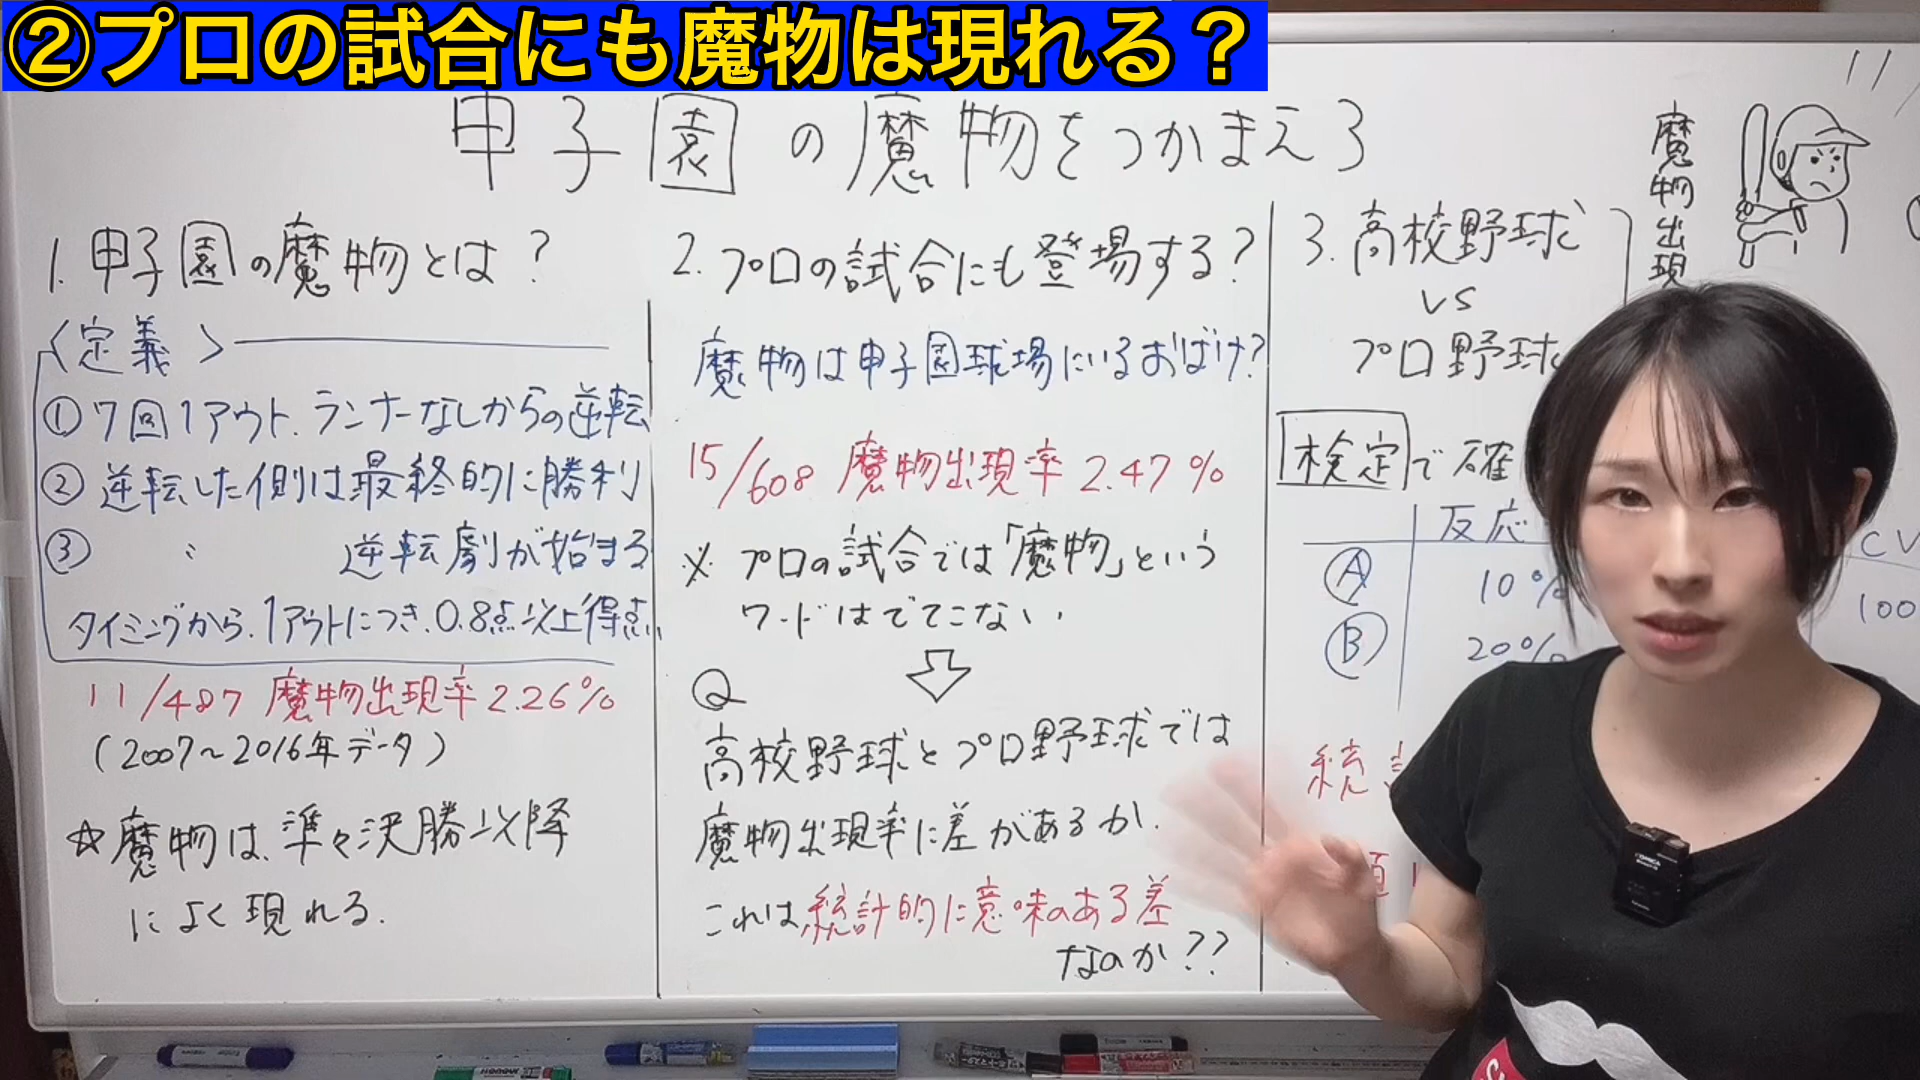 ②プロの試合にも魔物は現れる？
甲子園の魔物をつかまえろ
1. 甲子園の魔物とは？
〈定義〉
① 7回1アウト.ランナーなしからの逆転
② 逆転した側は最終的に勝利
③ 〃 逆転劇が始まる
タイミングから、1アウトにつき、0.8点以上得点
11/487 魔物出現率 2.26%
(2007〜2016年データ)
☆魔物は、準々決勝以降
によく現れる.
2. プロの試合にも登場する？
魔物は甲子園球場にいるおばけ？
15/608 魔物出現率 2.47%
※ プロの試合では「魔物」という
ワードはでてこない.
Q
高校野球とプロ野球では
魔物出現率に差があるか.
これは統計的に意味のある差
なのか？？
3. 高校野球
VS
プロ野球
魔物出現
11
検定で確
反応
CV
Ⓐ 10% 100
Ⓑ 20%
統